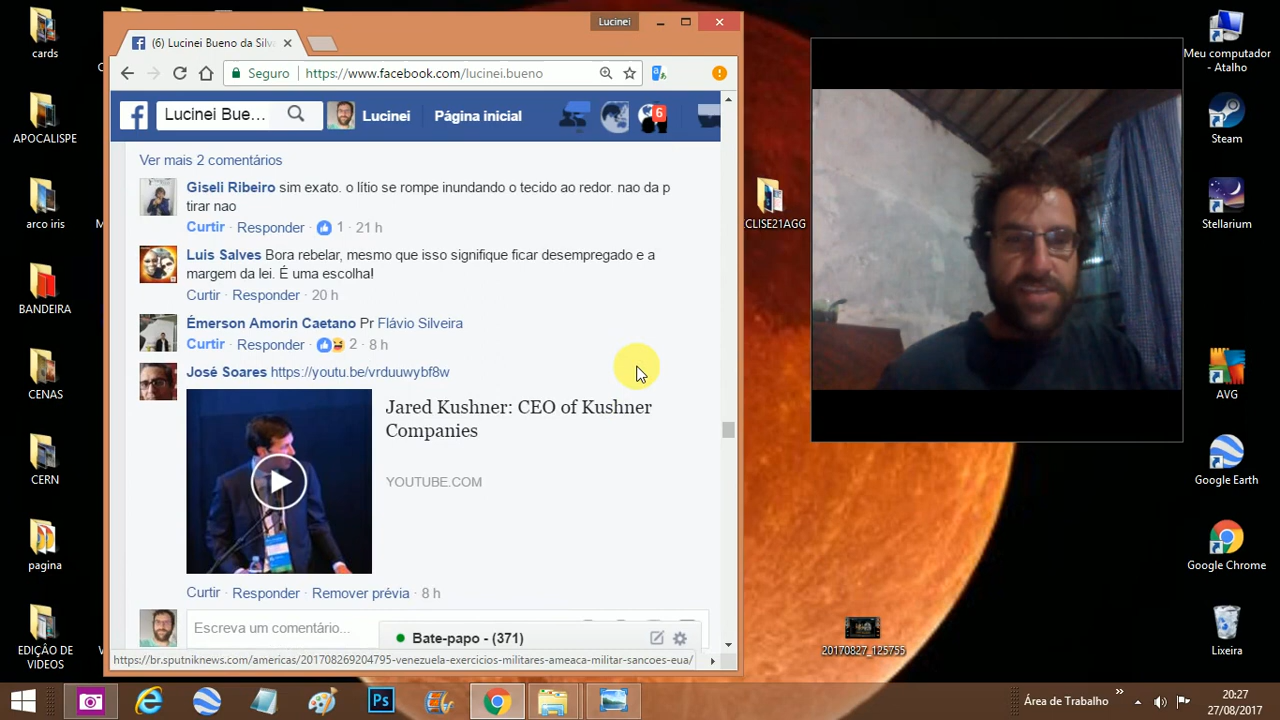 cards
APOCALISPE
arco iris
BANDEIRA
CENAS
CERN
pagina
EDIÇÃO DE
VIDEOS
Lucinei
(6) Lucinei Bueno da Silva
Seguro
https://www.facebook.com/lucinei.bueno
Lucinei Bue...
Lucinei
Página inicial
6
Ver mais 2 comentários
Giseli Ribeiro sim exato. o lítio se rompe inundando o tecido ao redor. nao da p
tirar nao
Curtir · Responder · 1 · 21 h
Luis Salves Bora rebelar, mesmo que isso signifique ficar desempregado e a
margem da lei. É uma escolha!
Curtir · Responder · 20 h
Émerson Amorin Caetano Pr Flávio Silveira
Curtir · Responder · 2 · 8 h
José Soares https://youtu.be/vrduuwybf8w
Jared Kushner: CEO of Kushner
Companies
YOUTUBE.COM
Curtir · Responder · Remover prévia · 8 h
Escreva um comentário...
Bate-papo - (371)
https://br.sputniknews.com/americas/201708269204795-venezuela-exercicios-militares-ameaca-militar-sancoes-eua/
CLISE21AGG
20170827_125755
Meu computador
- Atalho
Steam
Stellarium
AVG
Google Earth
Google Chrome
Lixeira
Ps
Área de Trabalho
20:27
27/08/2017